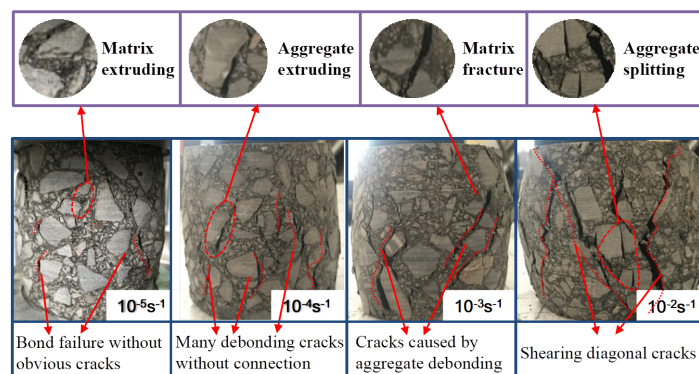 Matrix
extruding
Aggregate
extruding
Matrix
fracture
Aggregate
splitting
10-5s-1
10-4s-1
10-3s-1
10-2s-1
Bond failure without
obvious cracks
Many debonding cracks
without connection
Cracks caused by
aggregate debonding
Shearing diagonal cracks